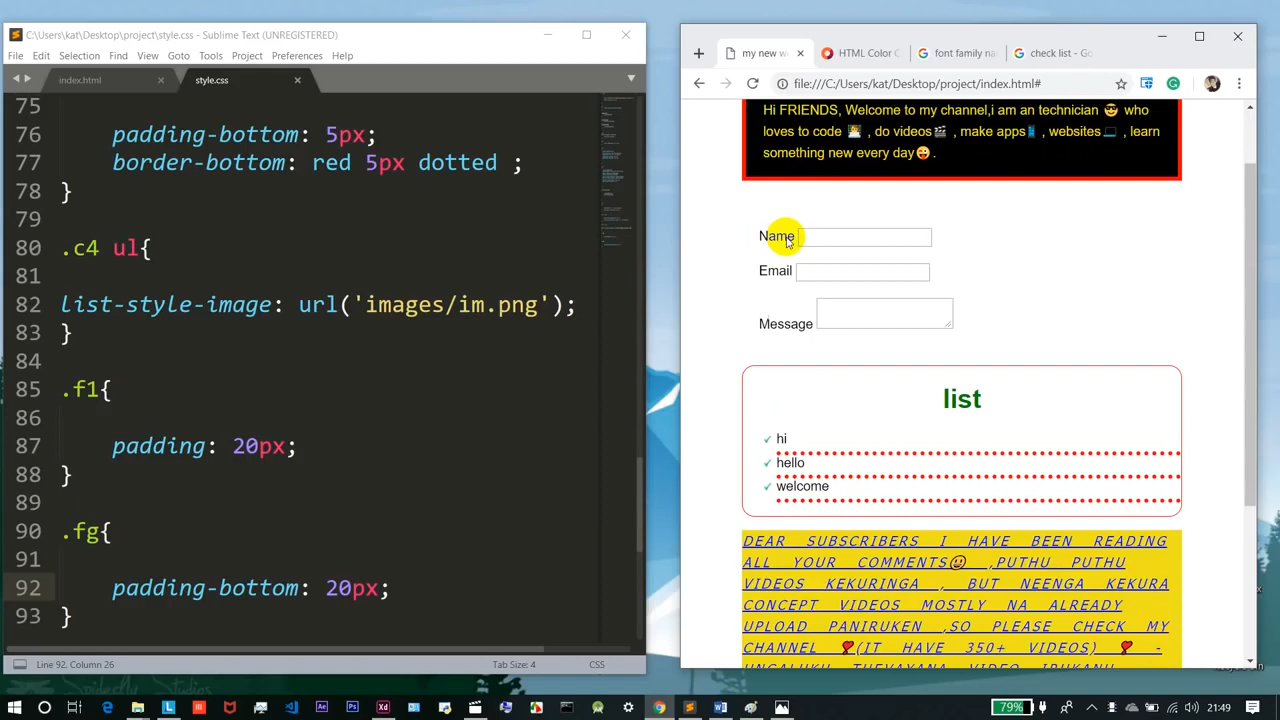 C:\Users\kat\Desktop\project\style.css - Sublime Text (UNREGISTERED)
File Edit Selection Find View Goto Tools Project Preferences Help
index.html
style.css
75
76 padding-bottom: 5px;
77 border-bottom: red 5px dotted ;
78 }
79
80 .c4 ul{
81
82 list-style-image: url('images/im.png');
83 }
84
85 .f1{
86
87 padding: 20px;
88 }
89
90 .fg{
91
92 padding-bottom: 20px;
93 }
Line 92, Column 26
Tab Size: 4
CSS
my new w
HTML Color C
font family na
check list - Go
file:///C:/Users/kat/Desktop/project/index.html#
Hi FRIENDS, Welcome to my channel,i am an technician 😎 who
loves to code 👨‍💻 , do videos🎬 , make apps📱, websites💻 , learn
something new every day😜.
Name
Email
Message
list
hi
hello
welcome
DEAR SUBSCRIBERS I HAVE BEEN READING
ALL YOUR COMMENTS😃 ,PUTHU PUTHU
VIDEOS KEKURINGA , BUT NEENGA KEKURA
CONCEPT VIDEOS MOSTLY NA ALREADY
UPLOAD PANIRUKEN ,SO PLEASE CHECK MY
CHANNEL ❣(IT HAVE 350+ VIDEOS) ❣ -
UNGALUKU THEVAYANA VIDEO IRUKANU
79%
21:49